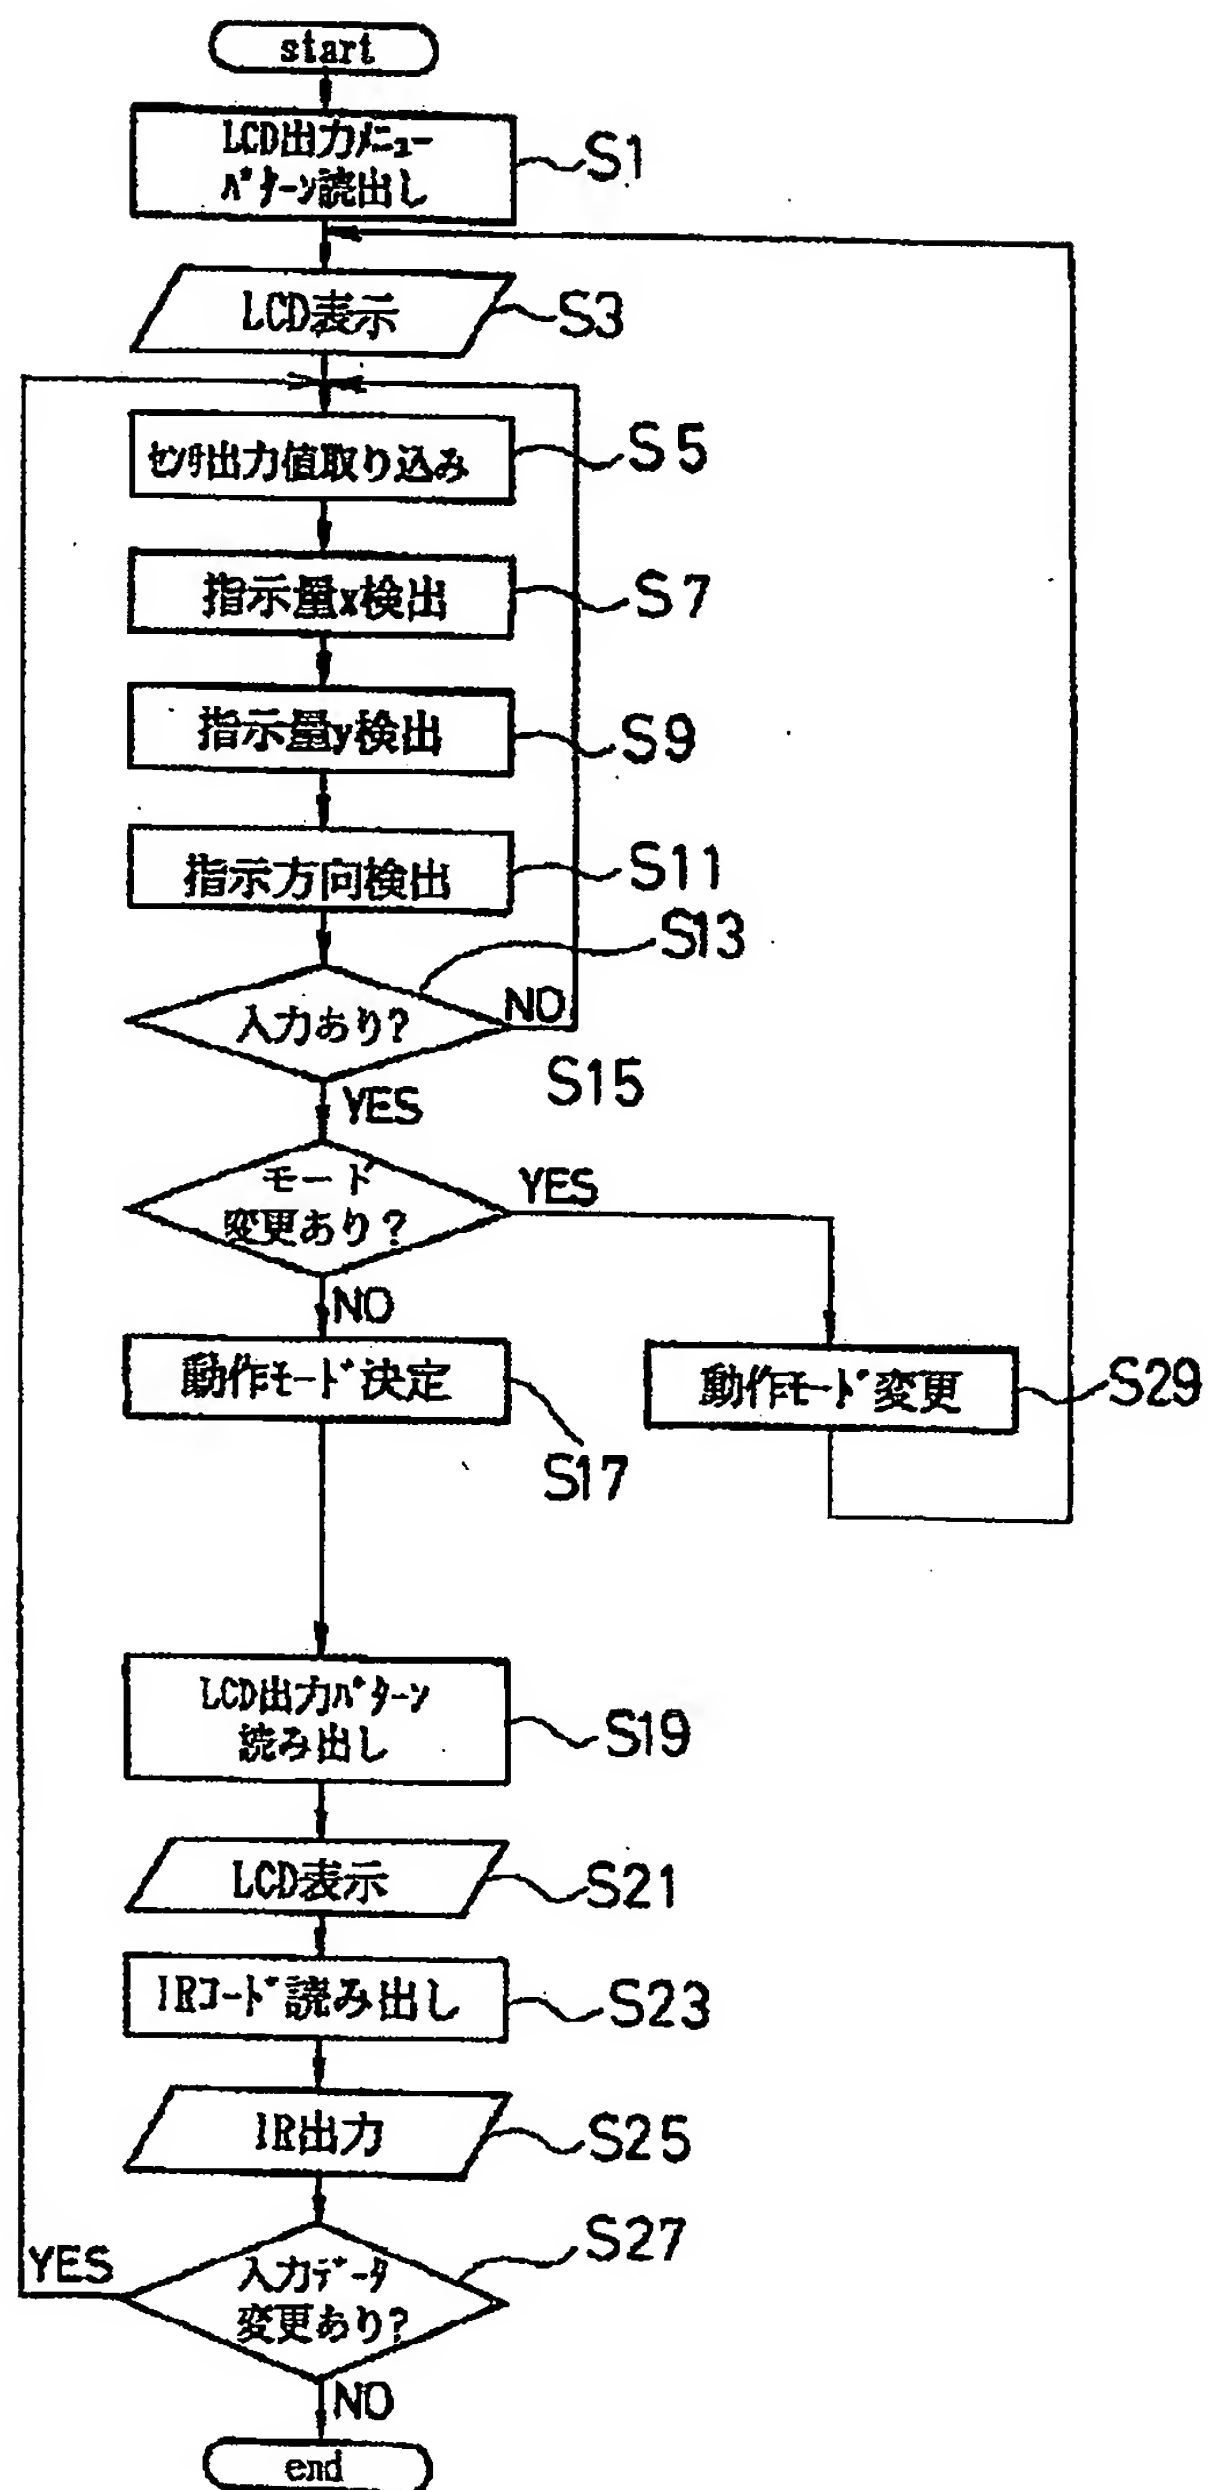 start
LCD出力ﾒﾆｭｰ
ﾊﾟﾀｰﾝ読出し
S1
LCD表示
S3
ｾﾝｻ出力値取り込み
S5
指示量x検出
S7
指示量y検出
S9
指示方向検出
S11
S13
入力あり?
NO
S15
YES
モード
変更あり?
YES
NO
動作ﾓｰﾄﾞ決定
動作ﾓｰﾄﾞ変更
S29
S17
LCD出力ﾊﾟﾀｰﾝ
読み出し
S19
LCD表示
S21
IRｺｰﾄﾞ読み出し
S23
IR出力
S25
S27
YES
入力ﾃﾞｰﾀ
変更あり?
NO
end